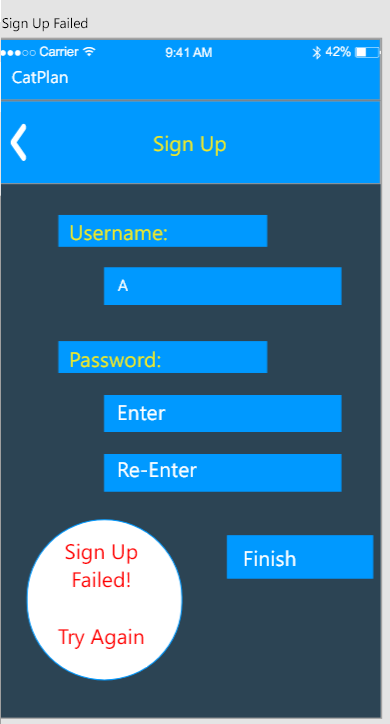 Sign Up Failed
Carrier 9:41 AM 42%
CatPlan
Sign Up
Username:
A
Password:
Enter
Re-Enter
Sign Up
Failed!
Try Again
Finish